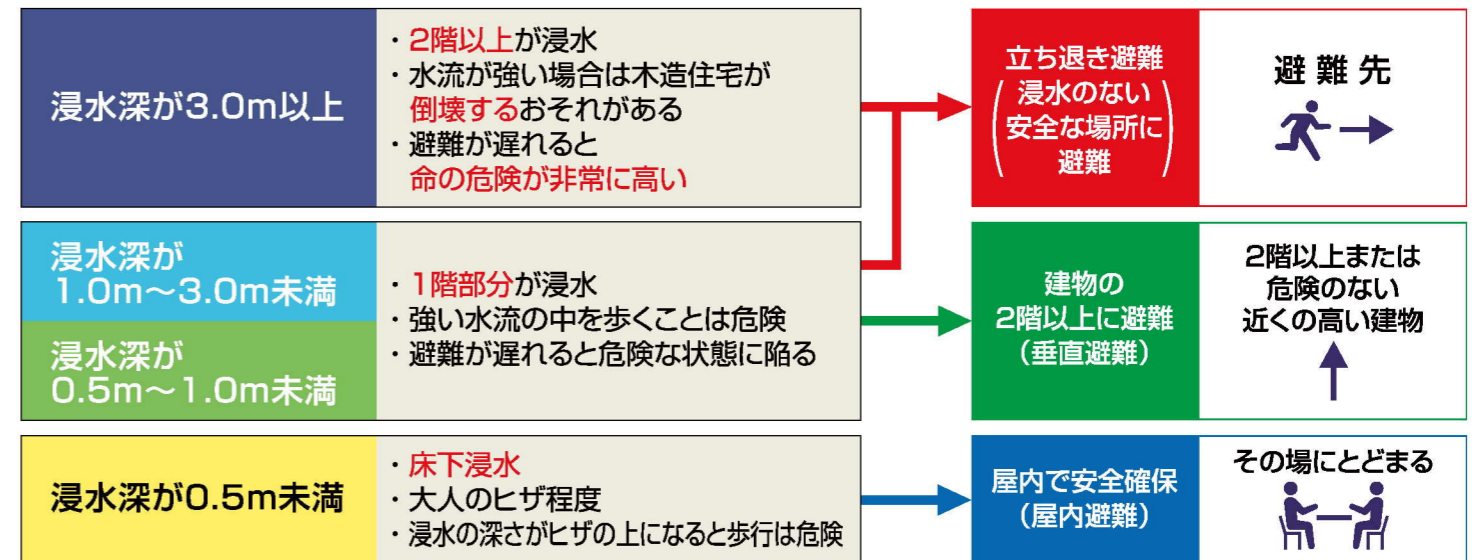 浸水深が3.0m以上
・2階以上が浸水
・水流が強い場合は木造住宅が
倒壊するおそれがある
・避難が遅れると
命の危険が非常に高い
立ち退き避難
(浸水のない
安全な場所に
避難)
避難先
浸水深が
1.0m～3.0m未満
浸水深が
0.5m～1.0m未満
・1階部分が浸水
・強い水流の中を歩くことは危険
・避難が遅れると危険な状態に陥る
建物の
2階以上に避難
(垂直避難)
2階以上または
危険のない
近くの高い建物
浸水深が0.5m未満
・床下浸水
・大人のヒザ程度
・浸水の深さがヒザの上になると歩行は危険
屋内で安全確保
(屋内避難)
その場にとどまる